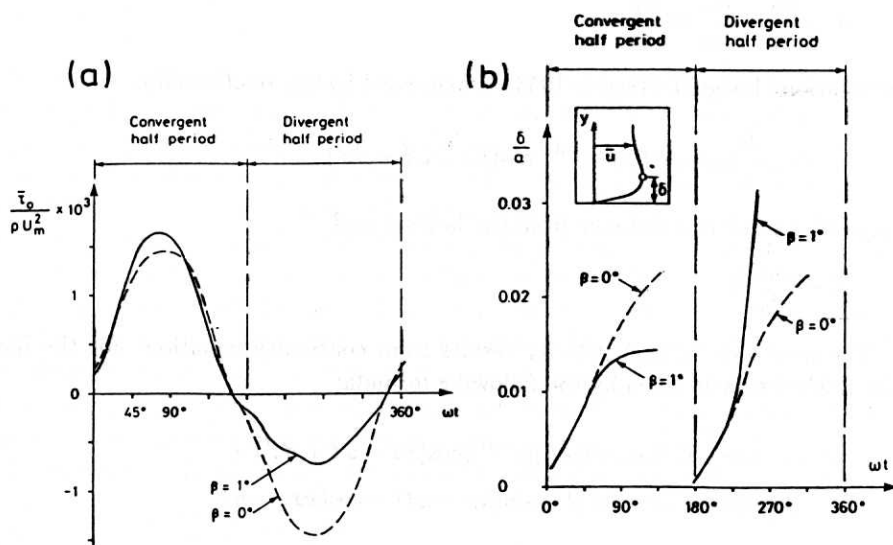 (a)
Convergent
half period
Divergent
half period
τ̄₀
ρ U²ₘ
× 10³
1
0
-1
45° 90°
360° ωt
β = 1°
β = 0°
(b)
Convergent
half period
Divergent
half period
δ
a
y
ū
δ
0.03
0.02
0.01
0
β = 0°
β = 1°
β = 1°
β = 0°
ωt
0° 90° 180° 270° 360°